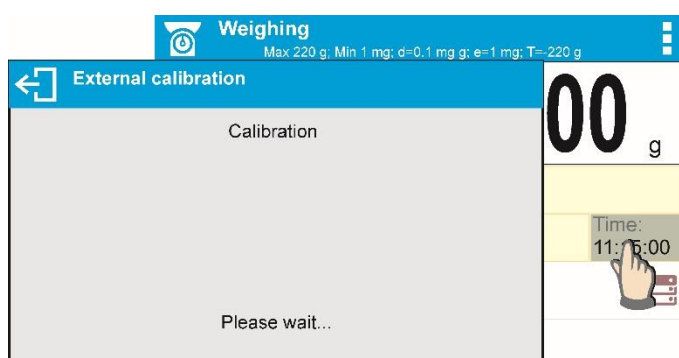 Weighing
Max 220 g; Min 1 mg; d=0.1 mg g; e=1 mg; T=-220 g
External calibration
Calibration
00
g
Time:
Please wait...